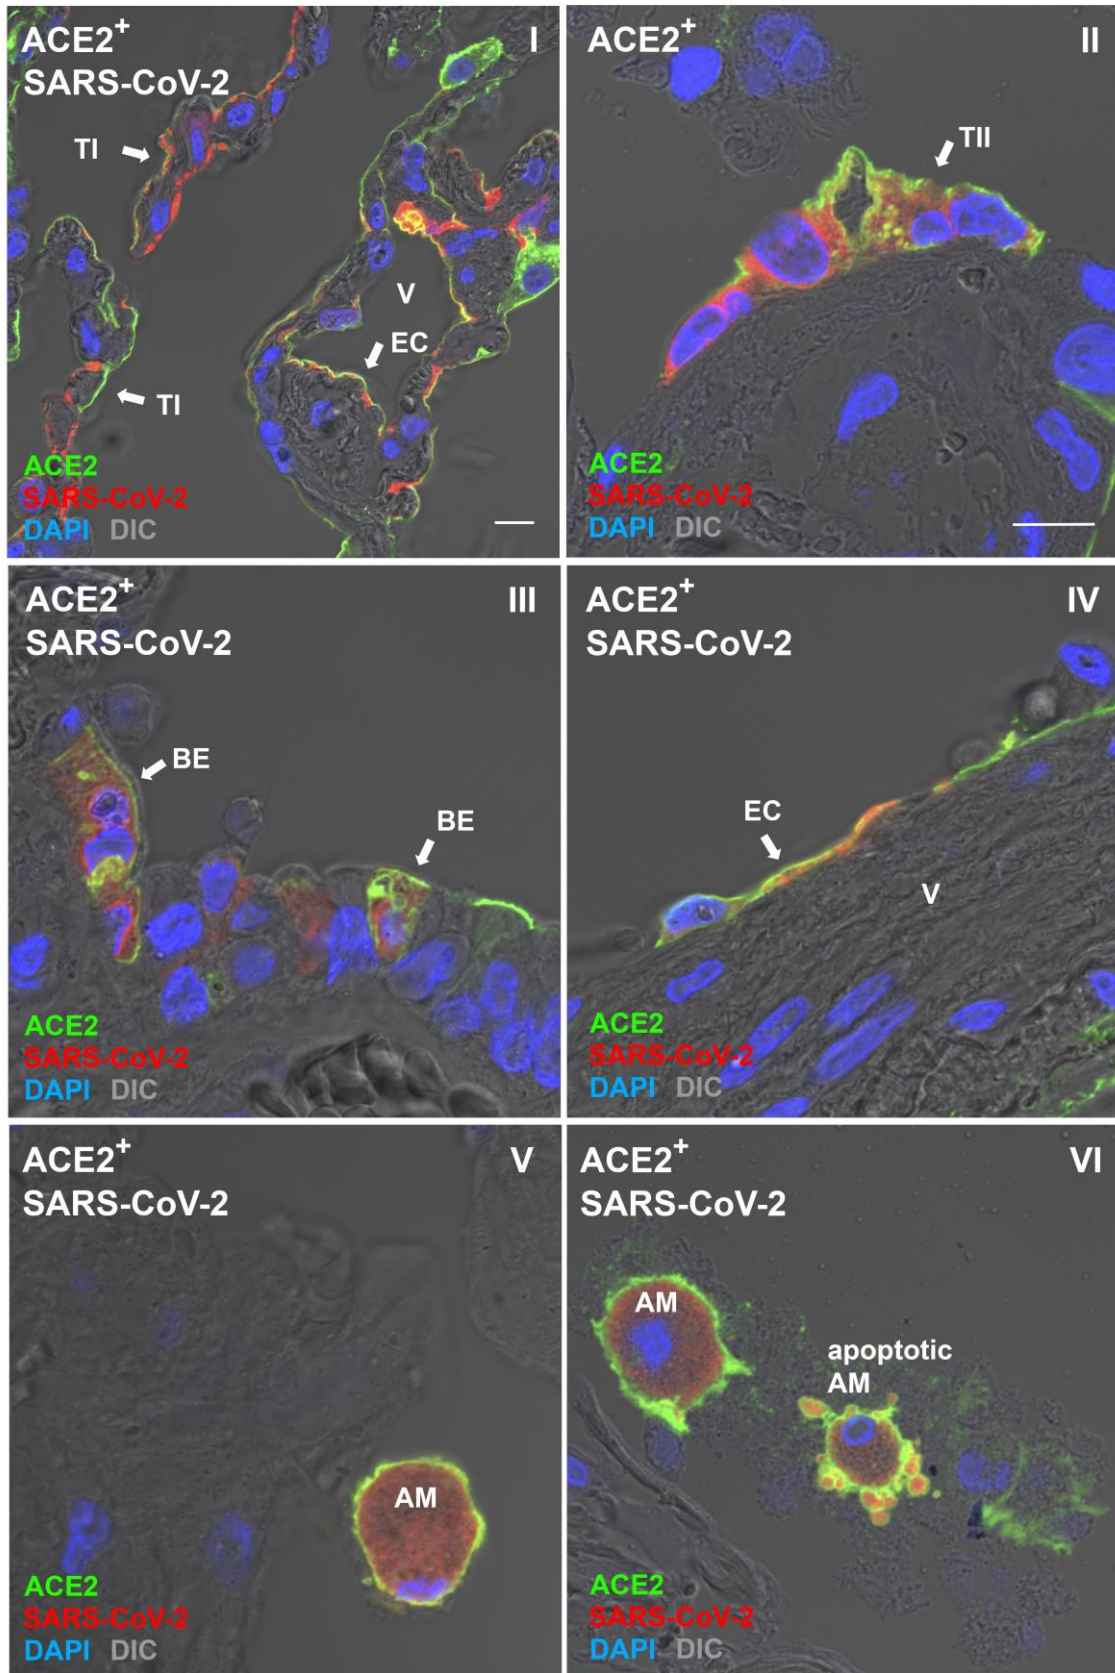 ACE2+
SARS-CoV-2
I
TI
V
EC
TI
ACE2
SARS-CoV-2
DAPI DIC
ACE2+
II
TII
ACE2
SARS-CoV-2
DAPI DIC
ACE2+
SARS-CoV-2
III
BE
BE
ACE2
SARS-CoV-2
DAPI DIC
ACE2+
SARS-CoV-2
IV
EC
V
ACE2
SARS-CoV-2
DAPI DIC
ACE2+
SARS-CoV-2
V
AM
ACE2
SARS-CoV-2
DAPI DIC
ACE2+
SARS-CoV-2
VI
AM
apoptotic
AM
ACE2
SARS-CoV-2
DAPI DIC